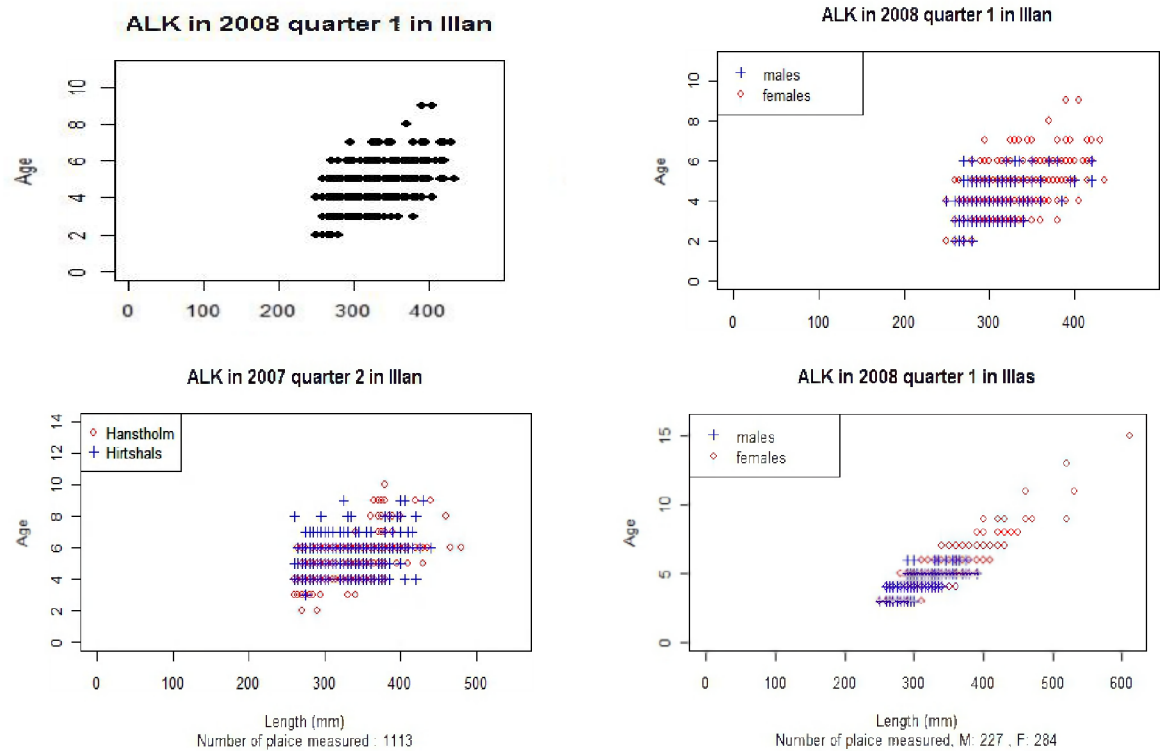 ALK in 2008 quarter 1 in IIIan
Age
10
8
6
4
2
0
0 100 200 300 400
ALK in 2008 quarter 1 in IIIan
males
females
Age
10
8
6
4
2
0
0 100 200 300 400
ALK in 2007 quarter 2 in IIIan
Hanstholm
Hirtshals
Age
14
12
10
8
6
4
2
0
0 100 200 300 400 500
Length (mm)
Number of plaice measured : 1113
ALK in 2008 quarter 1 in IIIas
males
females
Age
15
10
5
0
0 100 200 300 400 500 600
Length (mm)
Number of plaice measured, M: 227 , F: 284